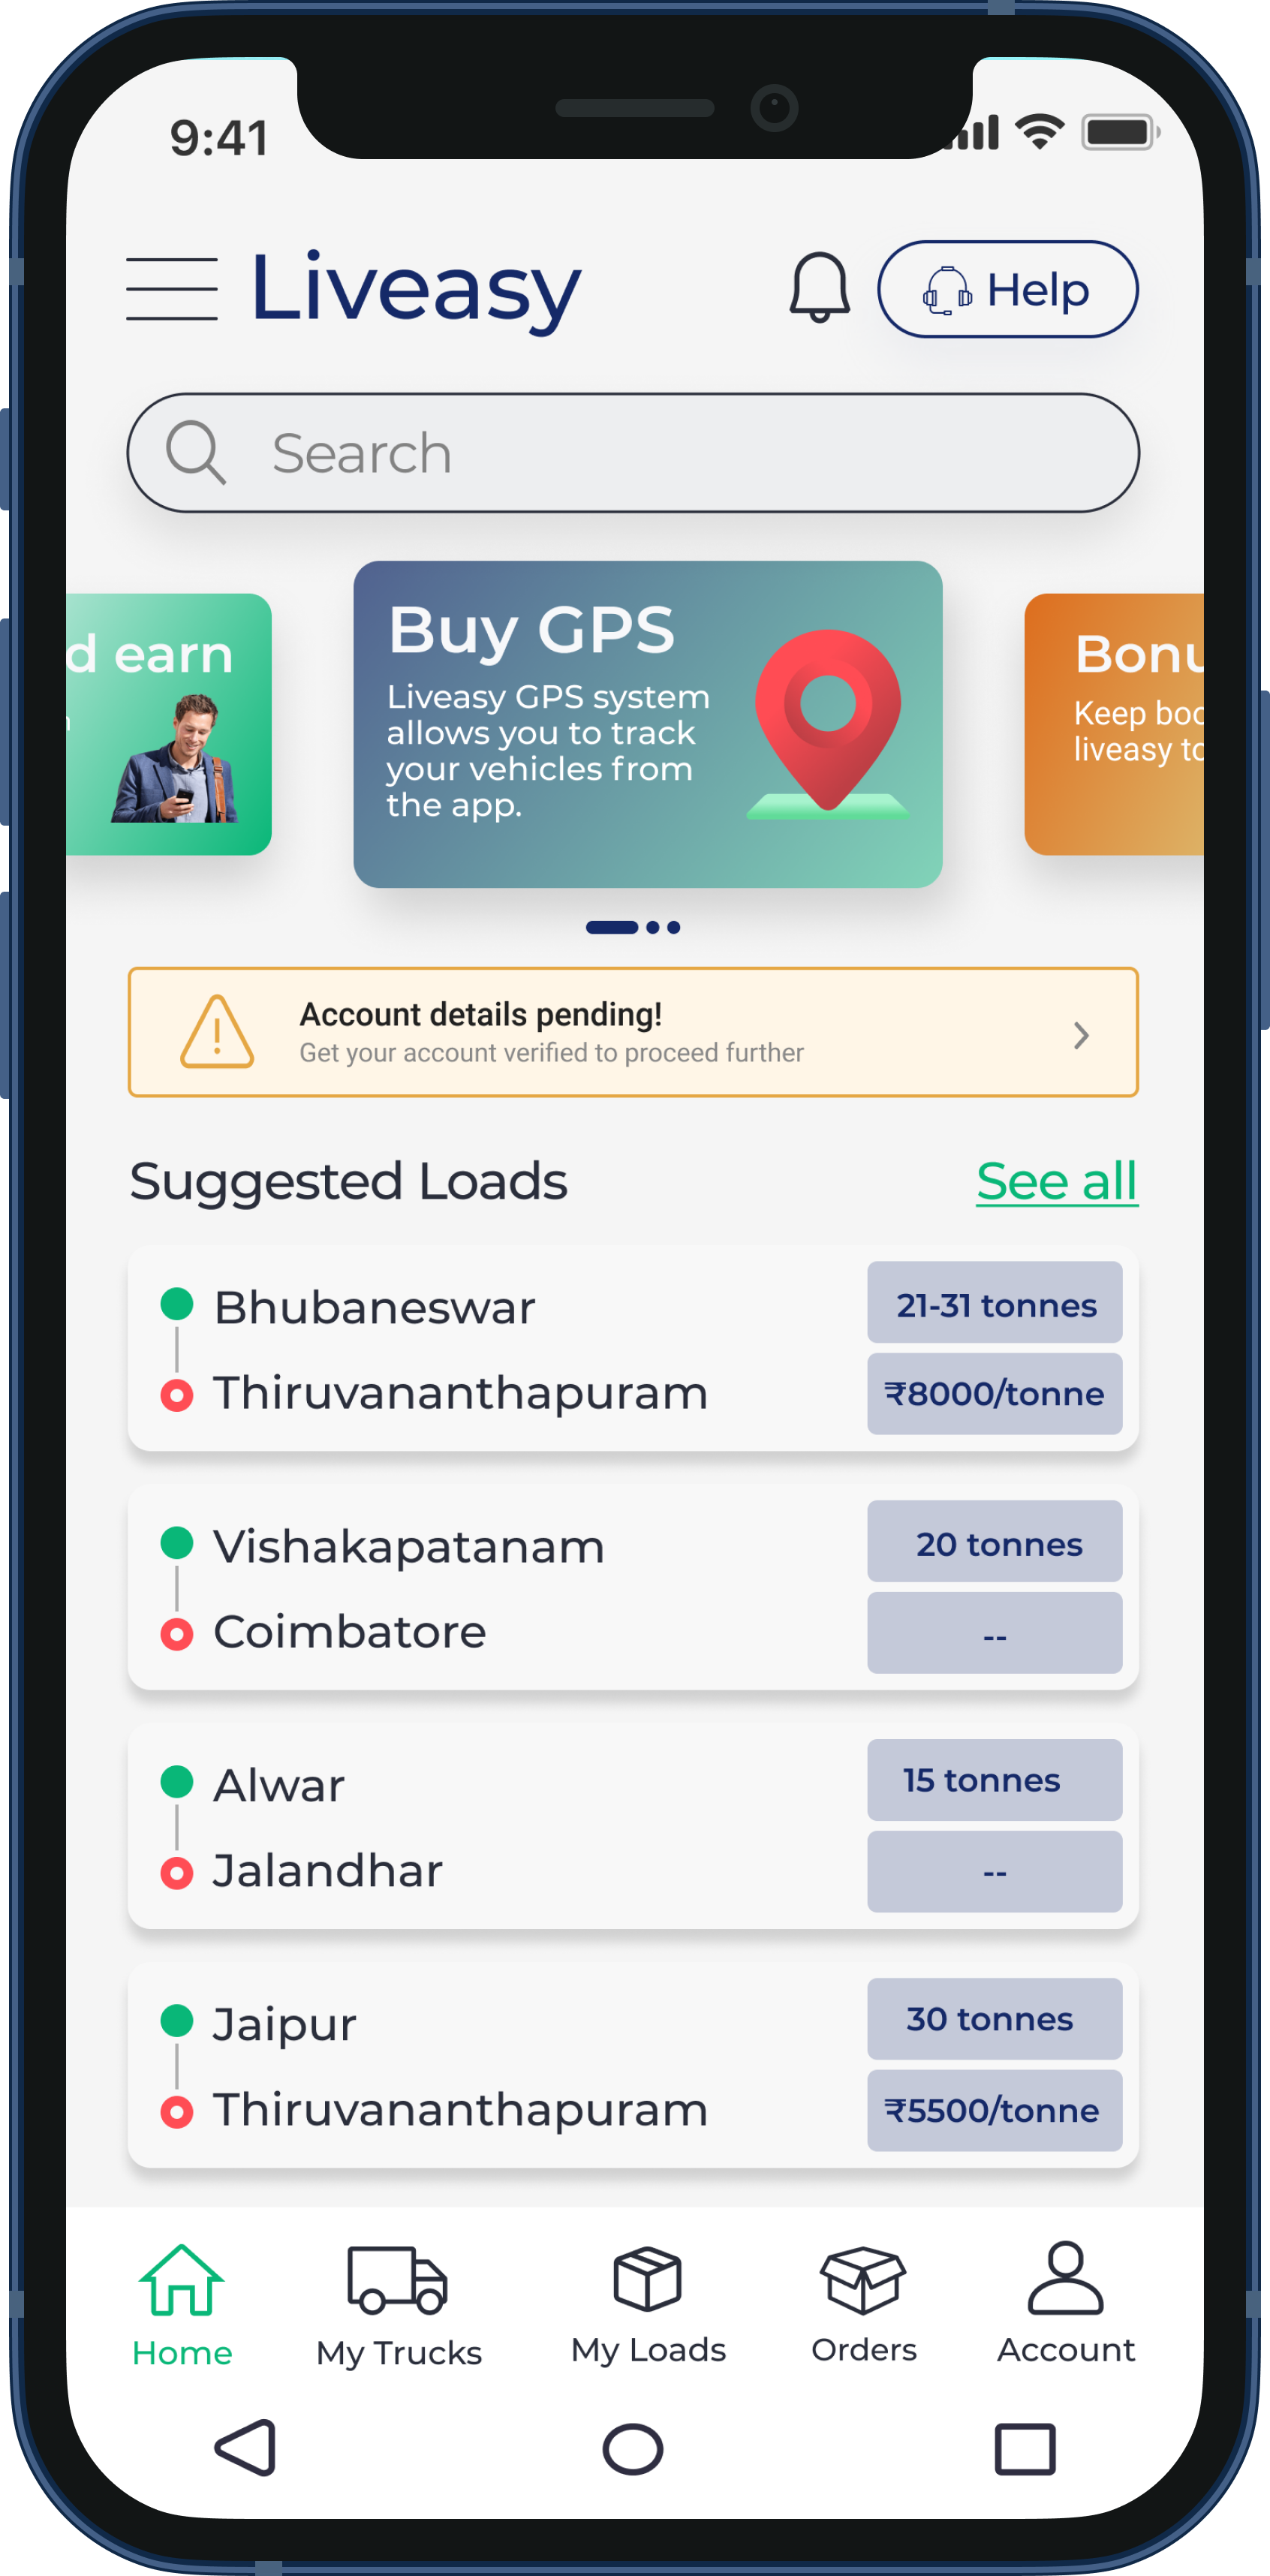 9:41
Liveasy
Help
Search
d earn
Buy GPS
Liveasy GPS system
allows you to track
your vehicles from
the app.
Bonu
Keep boo
liveasy to
Account details pending!
Get your account verified to proceed further
Suggested Loads
See all
Bhubaneswar
21-31 tonnes
Thiruvananthapuram
₹8000/tonne
Vishakapatanam
20 tonnes
Coimbatore
--
Alwar
15 tonnes
Jalandhar
--
Jaipur
30 tonnes
Thiruvananthapuram
₹5500/tonne
Home
My Trucks
My Loads
Orders
Account